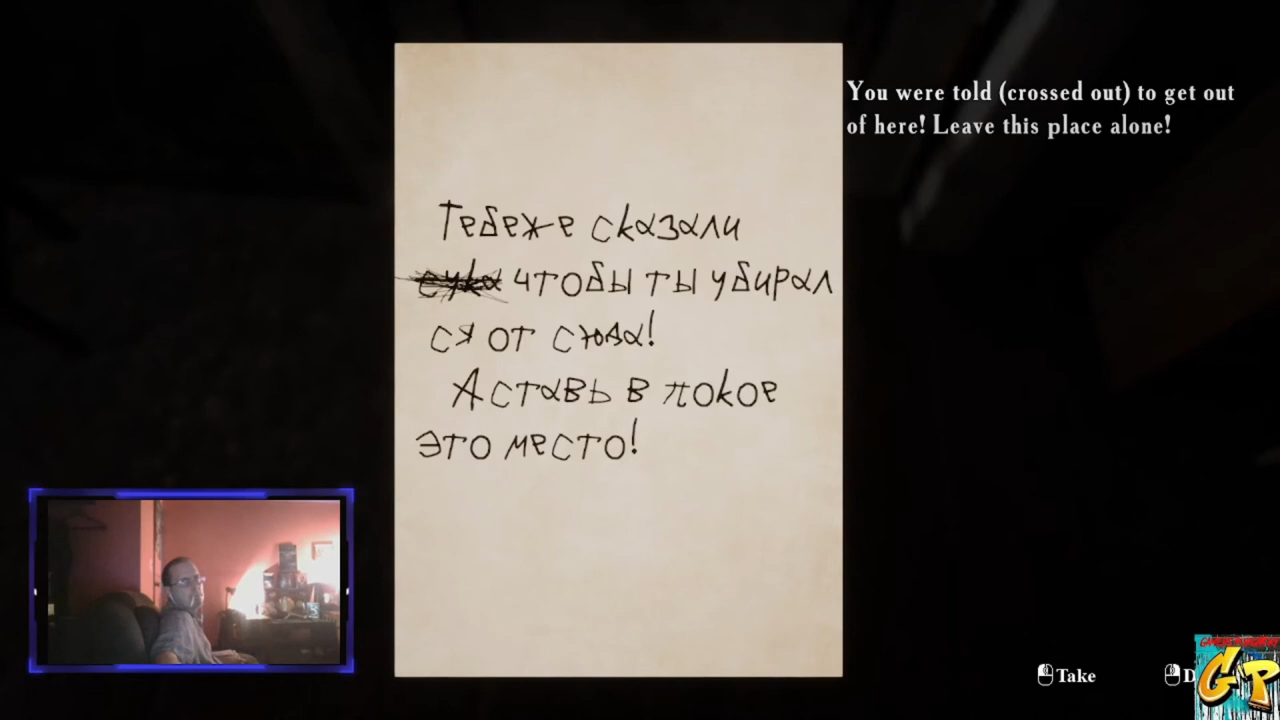 You were told (crossed out) to get out
of here! Leave this place alone!
Тебеже сказали
сука чтобы ты убирал
ся от сюда!
Аставь в покое
это место!
Take
GP